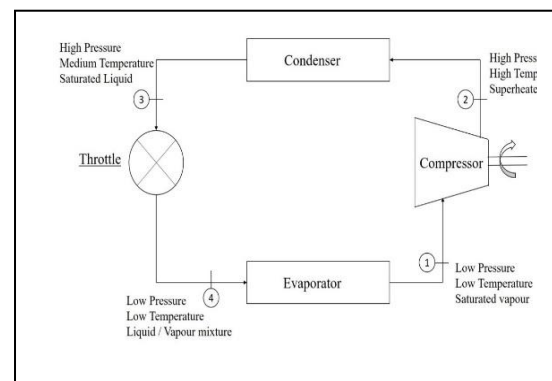 High Pressure
Medium Temperature
Saturated Liquid
3
Condenser
High Press
High Temp
Superheate
2
Throttle
Compressor
1
Low Pressure
Low Temperature
Saturated vapour
Evaporator
4
Low Pressure
Low Temperature
Liquid / Vapour mixture